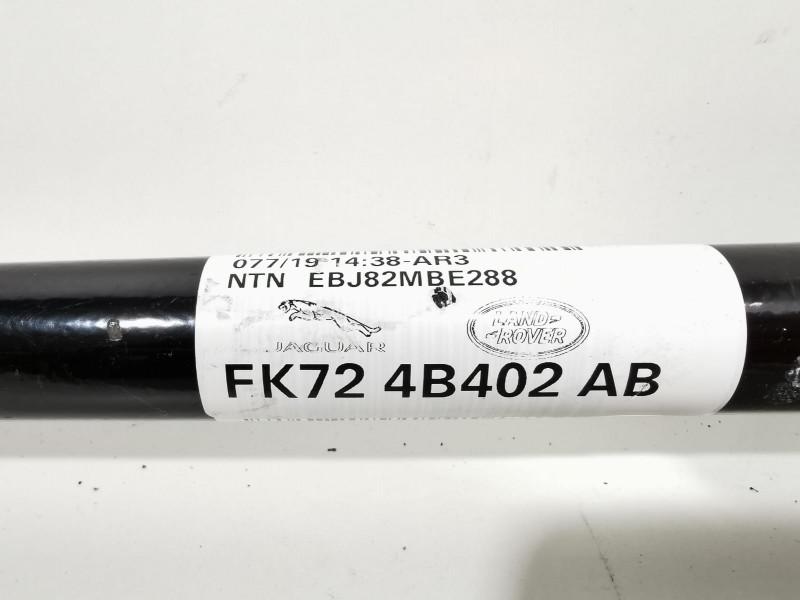 077/19 14:38-AR3
NTN EBJ82MBE288
JAGUAR
LAND-
-ROVER
FK72 4B402 AB